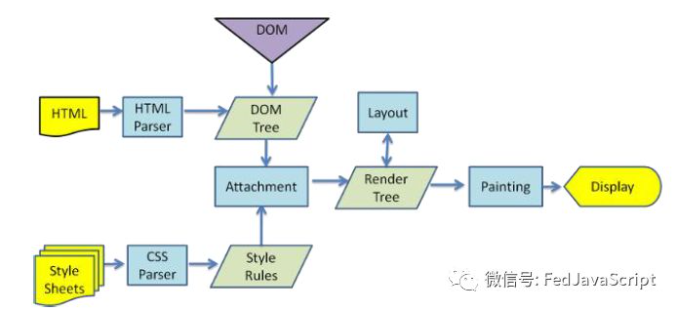 DOM
HTML
HTML
Parser
DOM
Tree
Layout
Attachment
Render
Tree
Painting
Display
Style
Sheets
CSS
Parser
Style
Rules
微信号: FedJavaScript